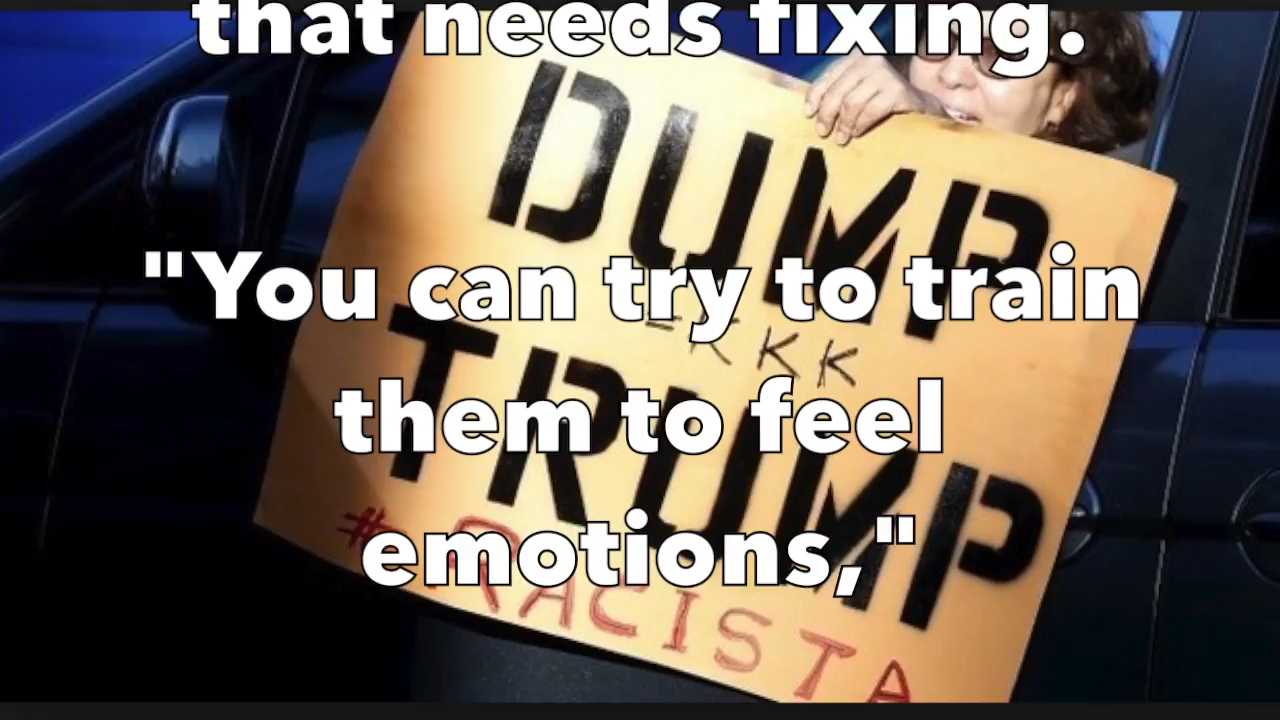 that needs fixing.
"You can try to train
them to feel
emotions,"
DUMP
KKK
TRUMP
#RACISTA